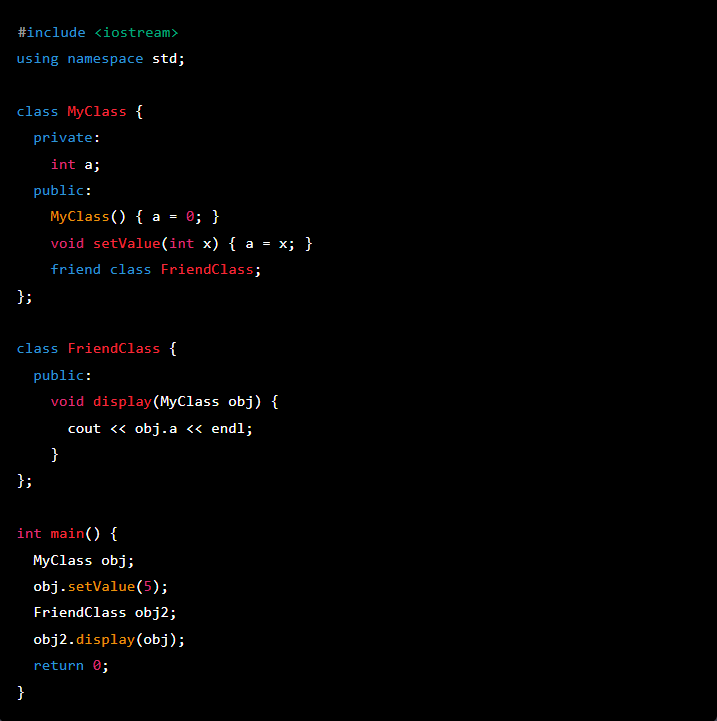 #include <iostream>
using namespace std;
class MyClass {
private:
int a;
public:
MyClass() { a = 0; }
void setValue(int x) { a = x; }
friend class FriendClass;
};
class FriendClass {
public:
void display(MyClass obj) {
cout << obj.a << endl;
}
};
int main() {
MyClass obj;
obj.setValue(5);
FriendClass obj2;
obj2.display(obj);
return 0;
}